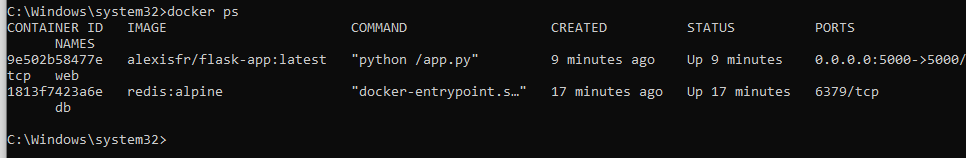 C:\Windows\system32>docker ps
CONTAINER ID   IMAGE                       COMMAND                  CREATED          STATUS          PORTS
      NAMES
9e502b58477e   alexisfr/flask-app:latest   "python /app.py"         9 minutes ago    Up 9 minutes    0.0.0.0:5000->5000/
tcp   web
1813f7423a6e   redis:alpine                "docker-entrypoint.s…"   17 minutes ago   Up 17 minutes   6379/tcp
      db
C:\Windows\system32>